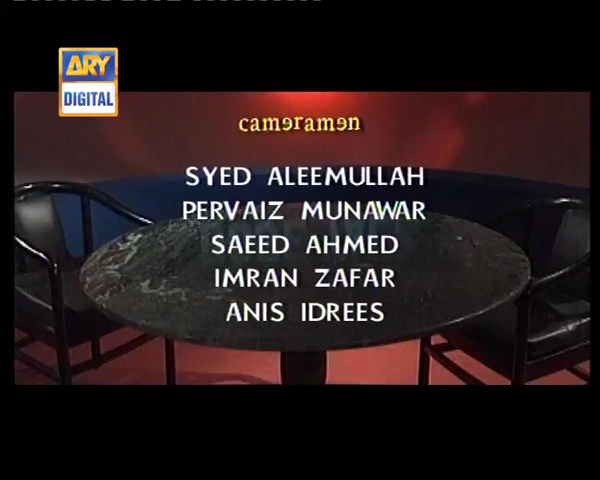 ARY
DIGITAL
cameramen
SYED ALEEMULLAH
PERVAIZ MUNAWAR
SAEED AHMED
IMRAN ZAFAR
ANIS IDREES